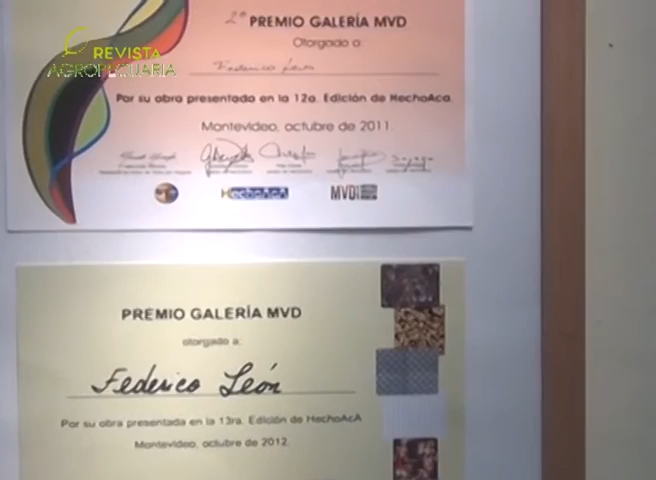 REVISTA
AGROPECUARIA
2º PREMIO GALERÍA MVD
Otorgado a:
Federico León
Por su obra presentada en la 12a. Edición de HechoAca.
Montevideo, octubre de 2011.
HechoAcA MVD
PREMIO GALERÍA MVD
otorgado a:
Federico León
Por su obra presentada en la 13ra. Edición de HechoAcA
Montevideo, octubre de 2012.